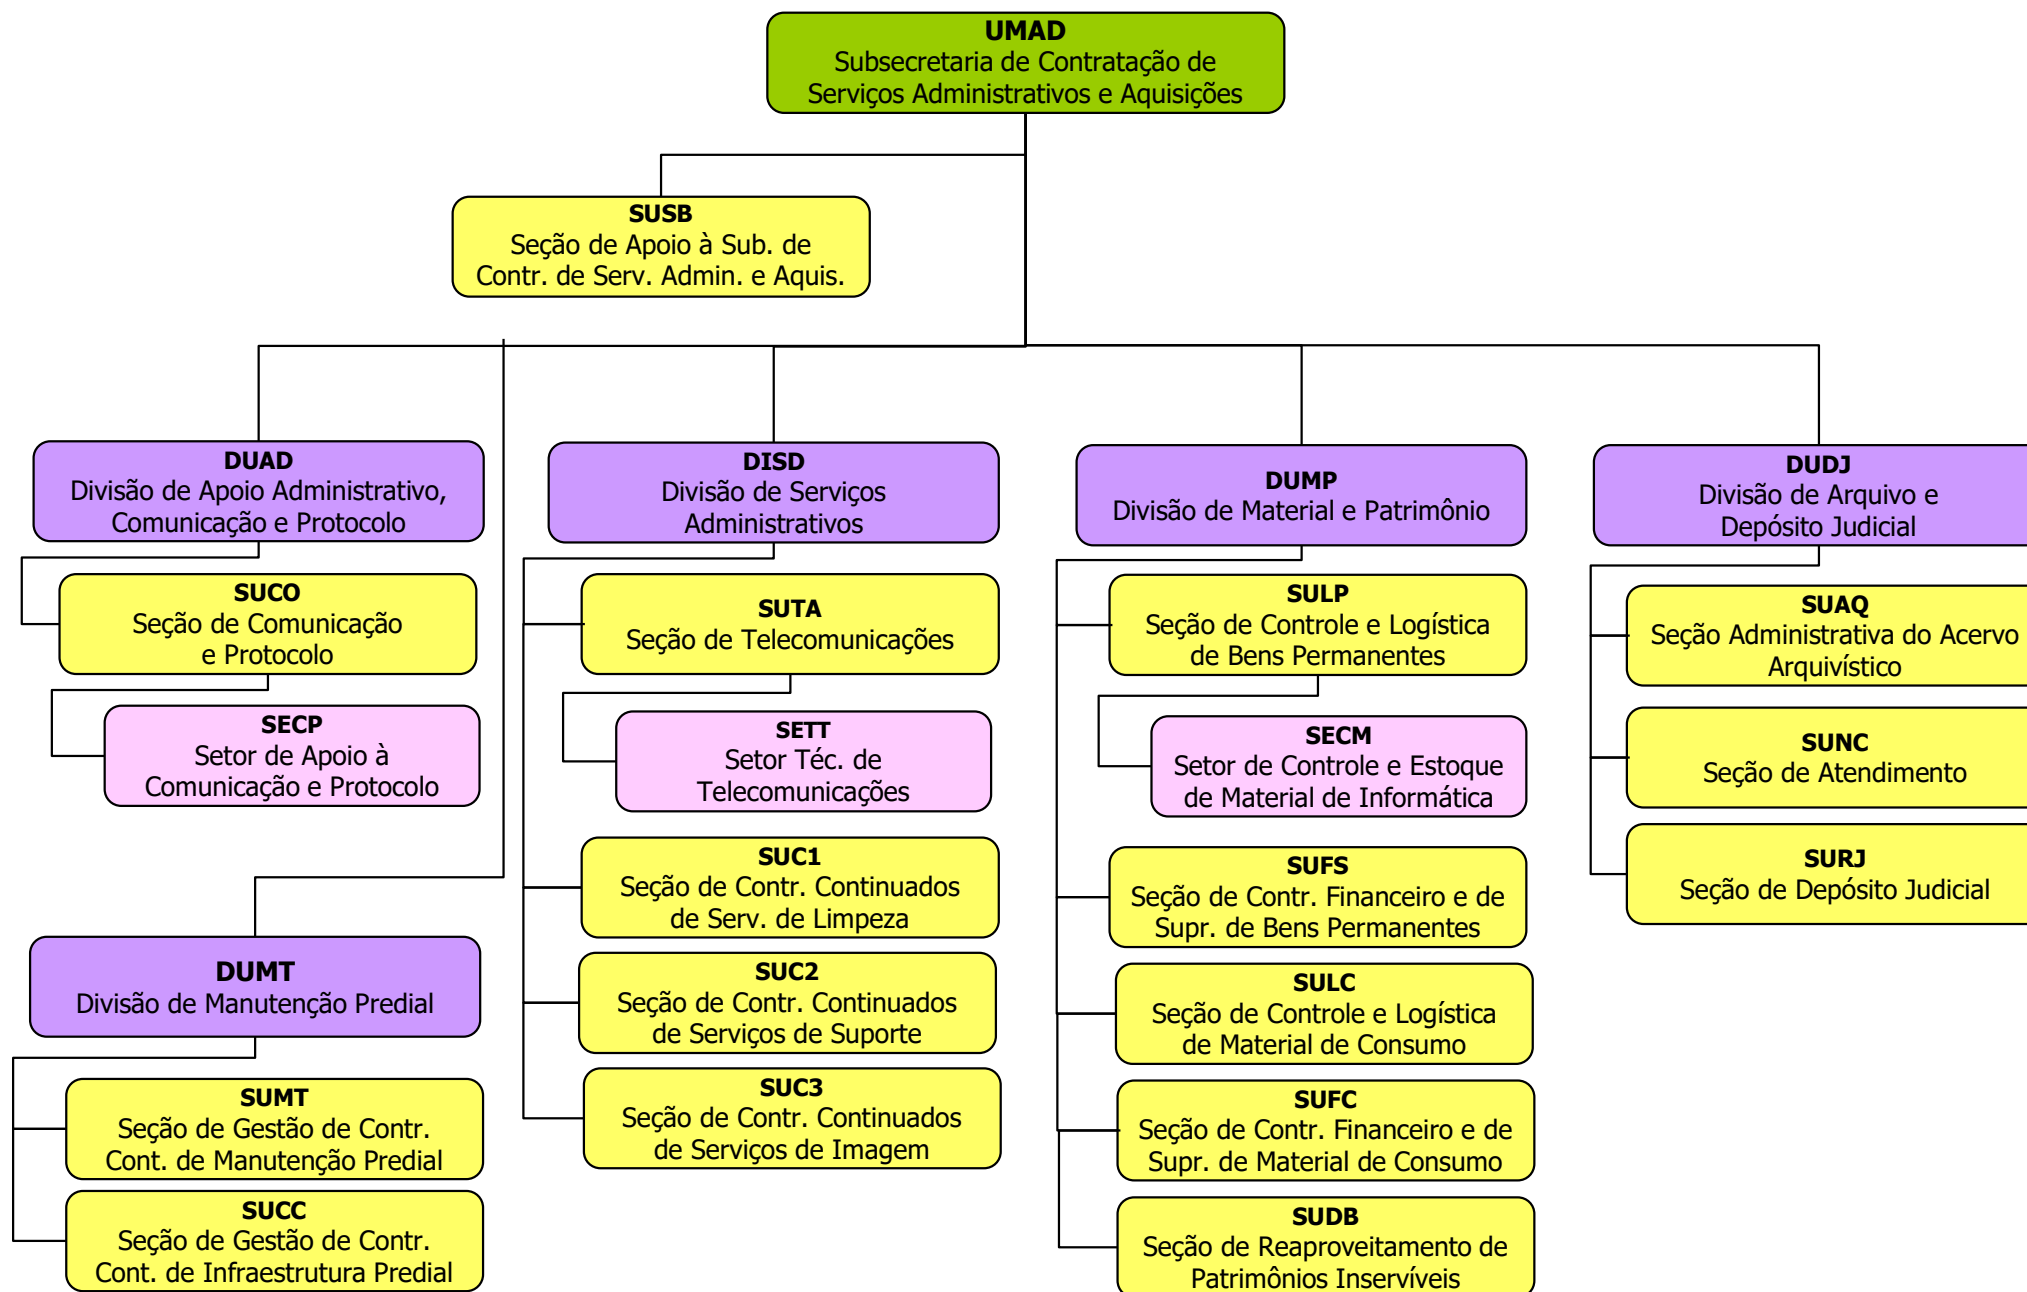 UMAD
Subsecretaria de Contratação de
Serviços Administrativos e Aquisições
SUSB
Seção de Apoio à Sub. de
Contr. de Serv. Admin. e Aquis.
DUAD
Divisão de Apoio Administrativo,
Comunicação e Protocolo
SUCO
Seção de Comunicação
e Protocolo
SECP
Setor de Apoio à
Comunicação e Protocolo
DUMT
Divisão de Manutenção Predial
SUMT
Seção de Gestão de Contr.
Cont. de Manutenção Predial
SUCC
Seção de Gestão de Contr.
Cont. de Infraestrutura Predial
DISD
Divisão de Serviços
Administrativos
SUTA
Seção de Telecomunicações
SETT
Setor Téc. de
Telecomunicações
SUC1
Seção de Contr. Continuados
de Serv. de Limpeza
SUC2
Seção de Contr. Continuados
de Serviços de Suporte
SUC3
Seção de Contr. Continuados
de Serviços de Imagem
DUMP
Divisão de Material e Patrimônio
SULP
Seção de Controle e Logística
de Bens Permanentes
SECM
Setor de Controle e Estoque
de Material de Informática
SUFS
Seção de Contr. Financeiro e de
Supr. de Bens Permanentes
SULC
Seção de Controle e Logística
de Material de Consumo
SUFC
Seção de Contr. Financeiro e de
Supr. de Material de Consumo
SUDB
Seção de Reaproveitamento de
Patrimônios Inservíveis
DUDJ
Divisão de Arquivo e
Depósito Judicial
SUAQ
Seção Administrativa do Acervo
Arquivístico
SUNC
Seção de Atendimento
SURJ
Seção de Depósito Judicial